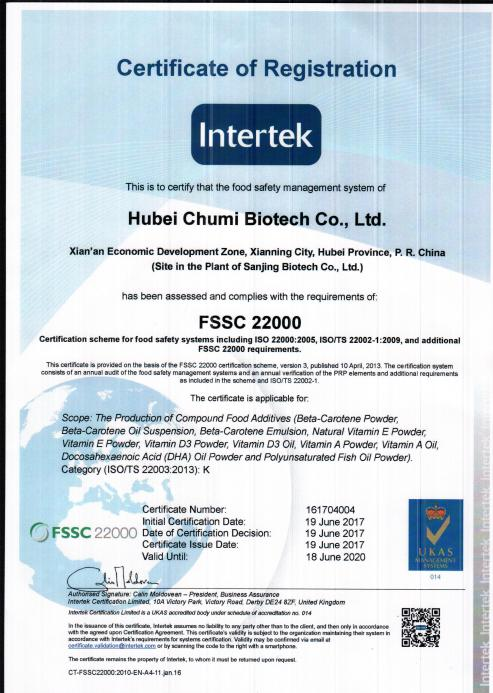 Certificate of Registration
Intertek
This is to certify that the food safety management system of
Hubei Chumi Biotech Co., Ltd.
Xian'an Economic Development Zone, Xianning City, Hubei Province, P. R. China
(Site in the Plant of Sanjing Biotech Co., Ltd.)
has been assessed and complies with the requirements of:
FSSC 22000
Certification scheme for food safety systems including ISO 22000:2005, ISO/TS 22002-1:2009, and additional
FSSC 22000 requirements.
This certificate is provided on the basis of the FSSC 22000 certification scheme, version 3, published 10 April, 2013. The certification system
consists of an annual audit of the food safety management systems and an annual verification of the PRP elements and additional requirements
as included in the scheme and ISO/TS 22002-1.
The certificate is applicable for:
Scope: The Production of Compound Food Additives (Beta-Carotene Powder,
Beta-Carotene Oil Suspension, Beta-Carotene Emulsion, Natural Vitamin E Powder,
Vitamin E Powder, Vitamin D3 Powder, Vitamin D3 Oil, Vitamin A Powder, Vitamin A Oil,
Docosahexaenoic Acid (DHA) Oil Powder and Polyunsaturated Fish Oil Powder).
Category (ISO/TS 22003:2013): K
Certificate Number: 161704004
Initial Certification Date: 19 June 2017
FSSC 22000 Date of Certification Decision: 19 June 2017
Certificate Issue Date: 19 June 2017
Valid Until: 18 June 2020
UKAS
MANAGEMENT
SYSTEMS
014
Authorised Signature: Calin Moldovean – President, Business Assurance
Intertek Certification Limited, 10A Victory Park, Victory Road, Derby DE24 8ZF, United Kingdom
Intertek Certification Limited is a UKAS accredited body under schedule of accreditation no. 014
In the issuance of this certificate, Intertek assumes no liability to any party other than to the client, and then only in accordance
with the agreed upon Certification Agreement. This certificate's validity is subject to the organization maintaining their system in
accordance with Intertek's requirements for systems certification. Validity may be confirmed via email at
certificate.validation@intertek.com or by scanning the code to the right with a smartphone.
The certificate remains the property of Intertek, to whom it must be returned upon request.
CT-FSSC22000:2010-EN-A4-11.jan.16
Intertek Intertek Intertek Intertek Intertek